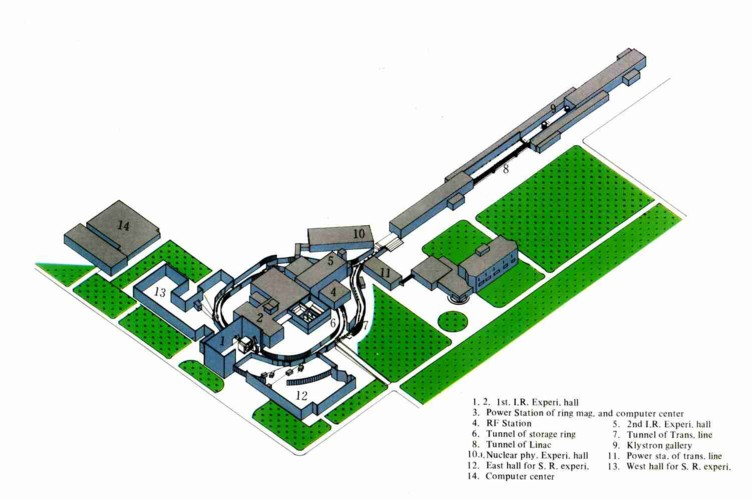 9
8
14
10
5
11
13
4
2
6
7
1
12
1. 2. 1st. I.R. Experi. hall
3. Power Station of ring mag. and computer center
4. RF Station 5. 2nd I.R. Experi. hall
6. Tunnel of storage ring 7. Tunnel of Trans. line
8. Tunnel of Linac 9. Klystron gallery
10. Nuclear phy. Experi. hall 11. Power sta. of trans. line
12. East hall for S. R. experi. 13. West hall for S. R. experi.
14. Computer center